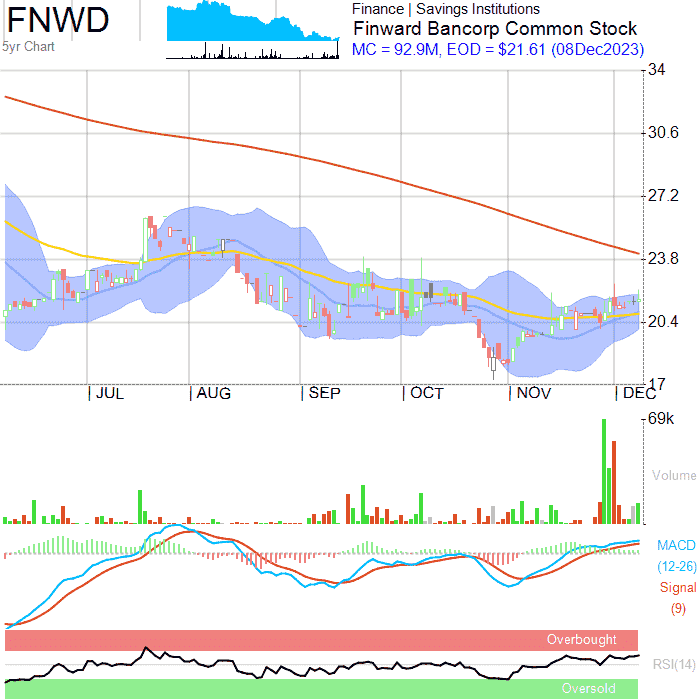 FNWD
5yr Chart
Finance | Savings Institutions
Finward Bancorp Common Stock
MC = 92.9M, EOD = $21.61 (08Dec2023)
34
30.6
27.2
23.8
20.4
17
JUL AUG SEP OCT NOV DEC
69k
Volume
MACD
(12-26)
Signal
(9)
Overbought
RSI(14)
Oversold